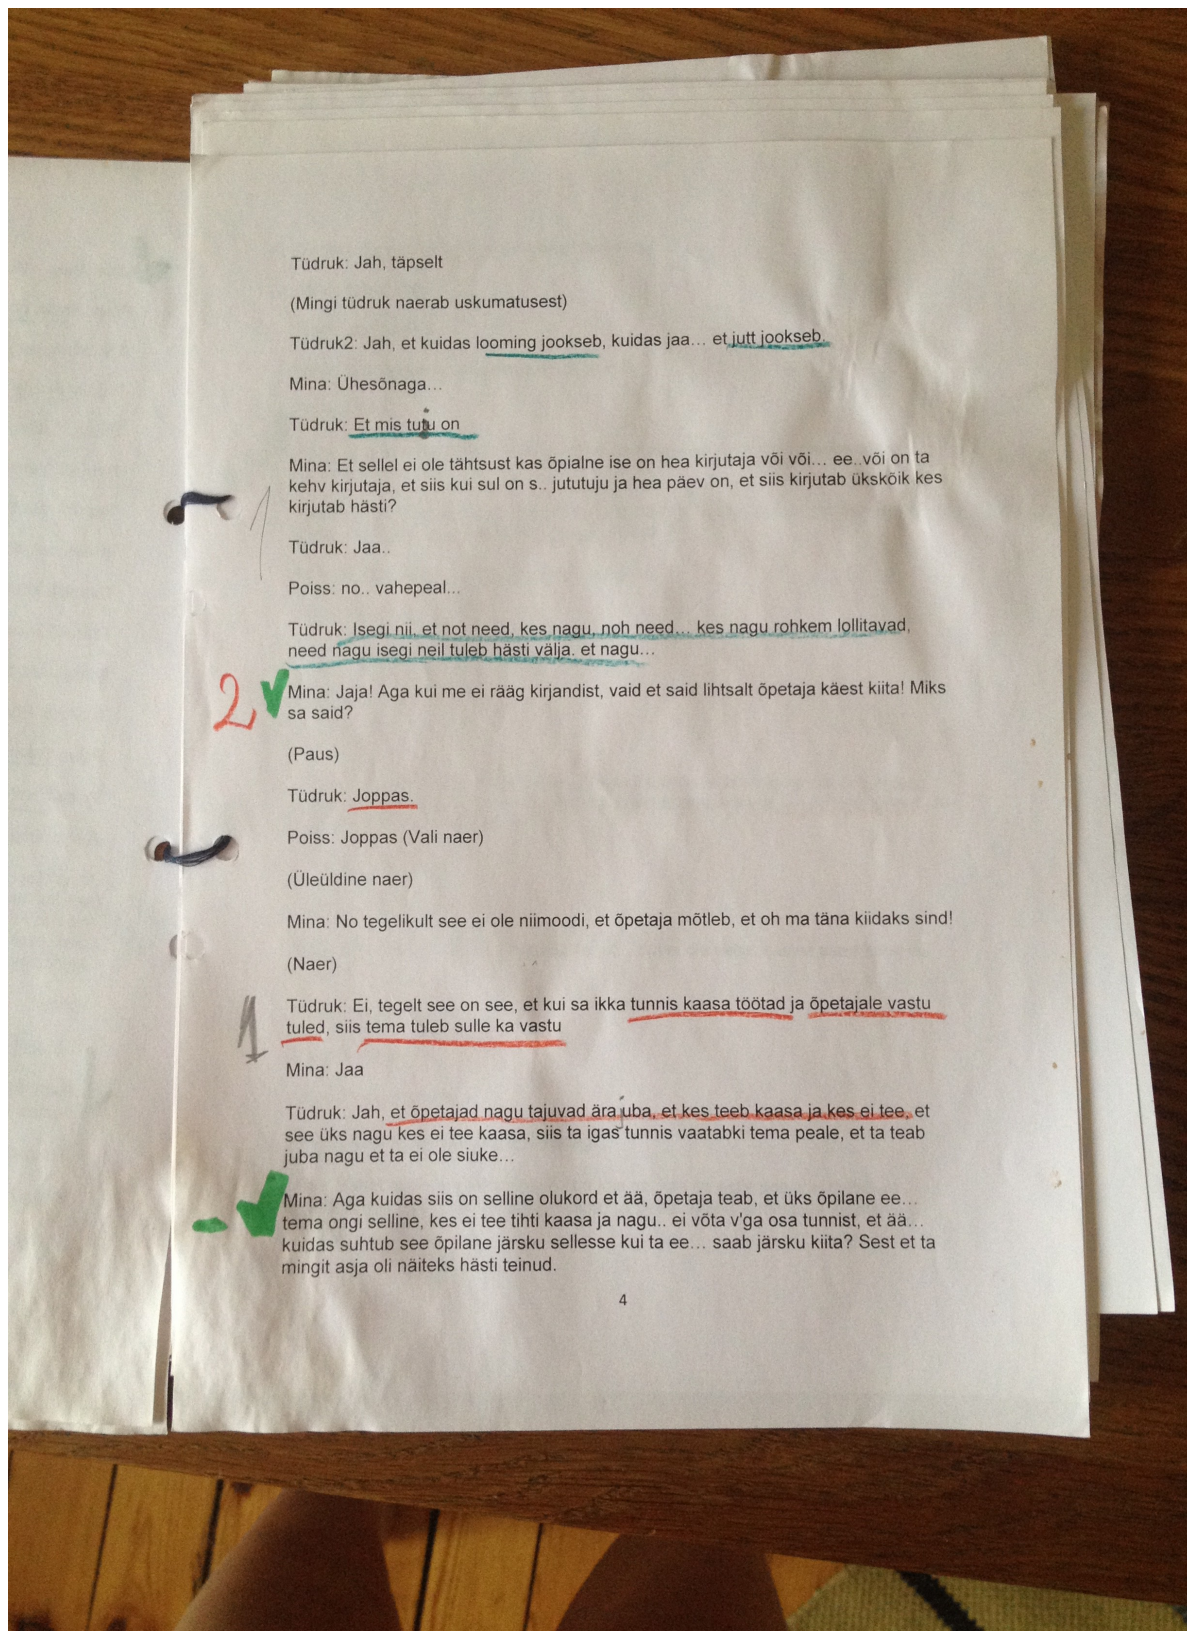 Tüdruk: Jah, täpselt
(Mingi tüdruk naerab uskumatusest)
Tüdruk2: Jah, et kuidas looming jookseb, kuidas jaa... et jutt jookseb.
Mina: Ühesõnaga...
Tüdruk: Et mis tuju on
Mina: Et sellel ei ole tähtsust kas õpialne ise on hea kirjutaja või või... ee..või on ta
kehv kirjutaja, et siis kui sul on s.. jututuju ja hea päev on, et siis kirjutab ükskõik kes
kirjutab hästi?
1
Tüdruk: Jaa..
Poiss: no.. vahepeal...
Tüdruk: Isegi nii, et not need, kes nagu, noh need... kes nagu rohkem lollitavad,
need nagu isegi neil tuleb hästi välja. et nagu...
2 Mina: Jaja! Aga kui me ei rääg kirjandist, vaid et said lihtsalt õpetaja käest kiita! Miks
sa said?
(Paus)
Tüdruk: Joppas.
Poiss: Joppas (Vali naer)
(Üleüldine naer)
Mina: No tegelikult see ei ole niimoodi, et õpetaja mõtleb, et oh ma täna kiidaks sind!
(Naer)
1 Tüdruk: Ei, tegelt see on see, et kui sa ikka tunnis kaasa töötad ja õpetajale vastu
tuled, siis tema tuleb sulle ka vastu
Mina: Jaa
Tüdruk: Jah, et õpetajad nagu tajuvad ära juba, et kes teeb kaasa ja kes ei tee, et
see üks nagu kes ei tee kaasa, siis ta igas tunnis vaatabki tema peale, et ta teab
juba nagu et ta ei ole siuke...
Mina: Aga kuidas siis on selline olukord et ää, õpetaja teab, et üks õpilane ee...
tema ongi selline, kes ei tee tihti kaasa ja nagu.. ei võta v'ga osa tunnist, et ää...
kuidas suhtub see õpilane järsku sellesse kui ta ee... saab järsku kiita? Sest et ta
mingit asja oli näiteks hästi teinud.
4